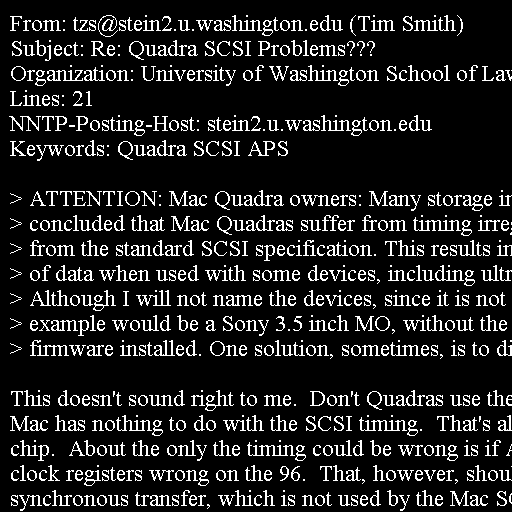 From: tzs@stein2.u.washington.edu (Tim Smith)
Subject: Re: Quadra SCSI Problems???
Organization: University of Washington School of Law
Lines: 21
NNTP-Posting-Host: stein2.u.washington.edu
Keywords: Quadra SCSI APS

> ATTENTION: Mac Quadra owners: Many storage
> concluded that Mac Quadras suffer from timing
> from the standard SCSI specification. This results in
> of data when used with some devices, including
> Although I will not name the devices, since it is not
> example would be a Sony 3.5 inch MO, without the
> firmware installed. One solution, sometimes, is to

This doesn't sound right to me.  Don't Quadras use the
Mac has nothing to do with the SCSI timing.  That's
chip.  About the only the timing could be wrong is if
clock registers wrong on the 96.  That, however,
synchronous transfer, which is not used by the Mac